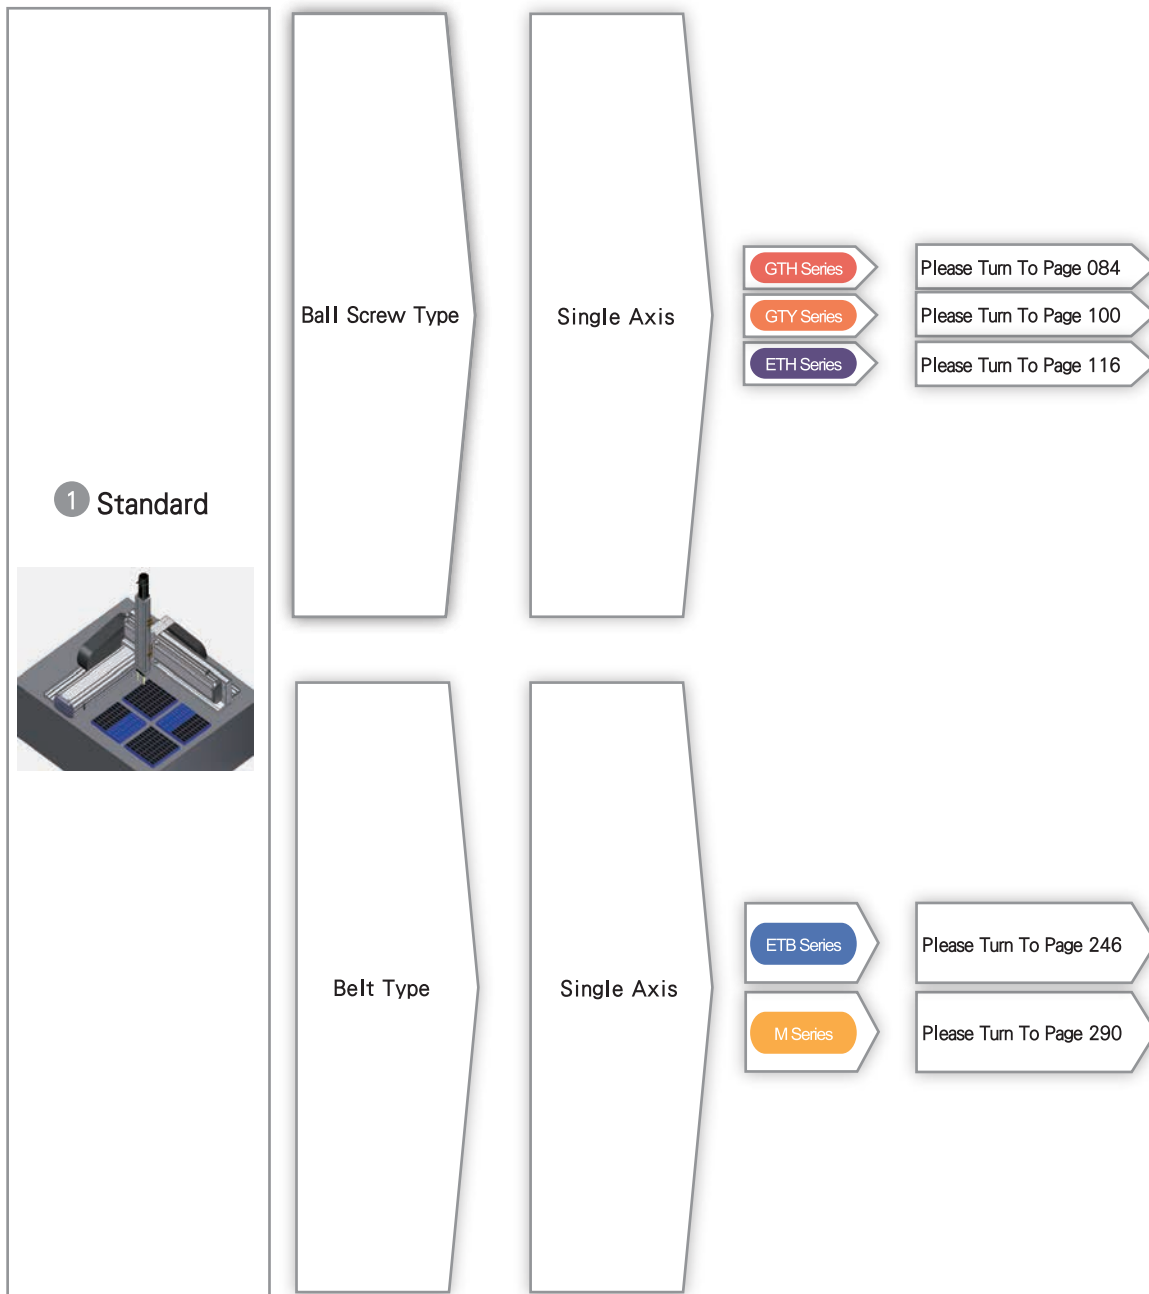 1 Standard
Ball Screw Type
Single Axis
GTH Series
Please Turn To Page 084
GTY Series
Please Turn To Page 100
ETH Series
Please Turn To Page 116
Belt Type
Single Axis
ETB Series
Please Turn To Page 246
M Series
Please Turn To Page 290